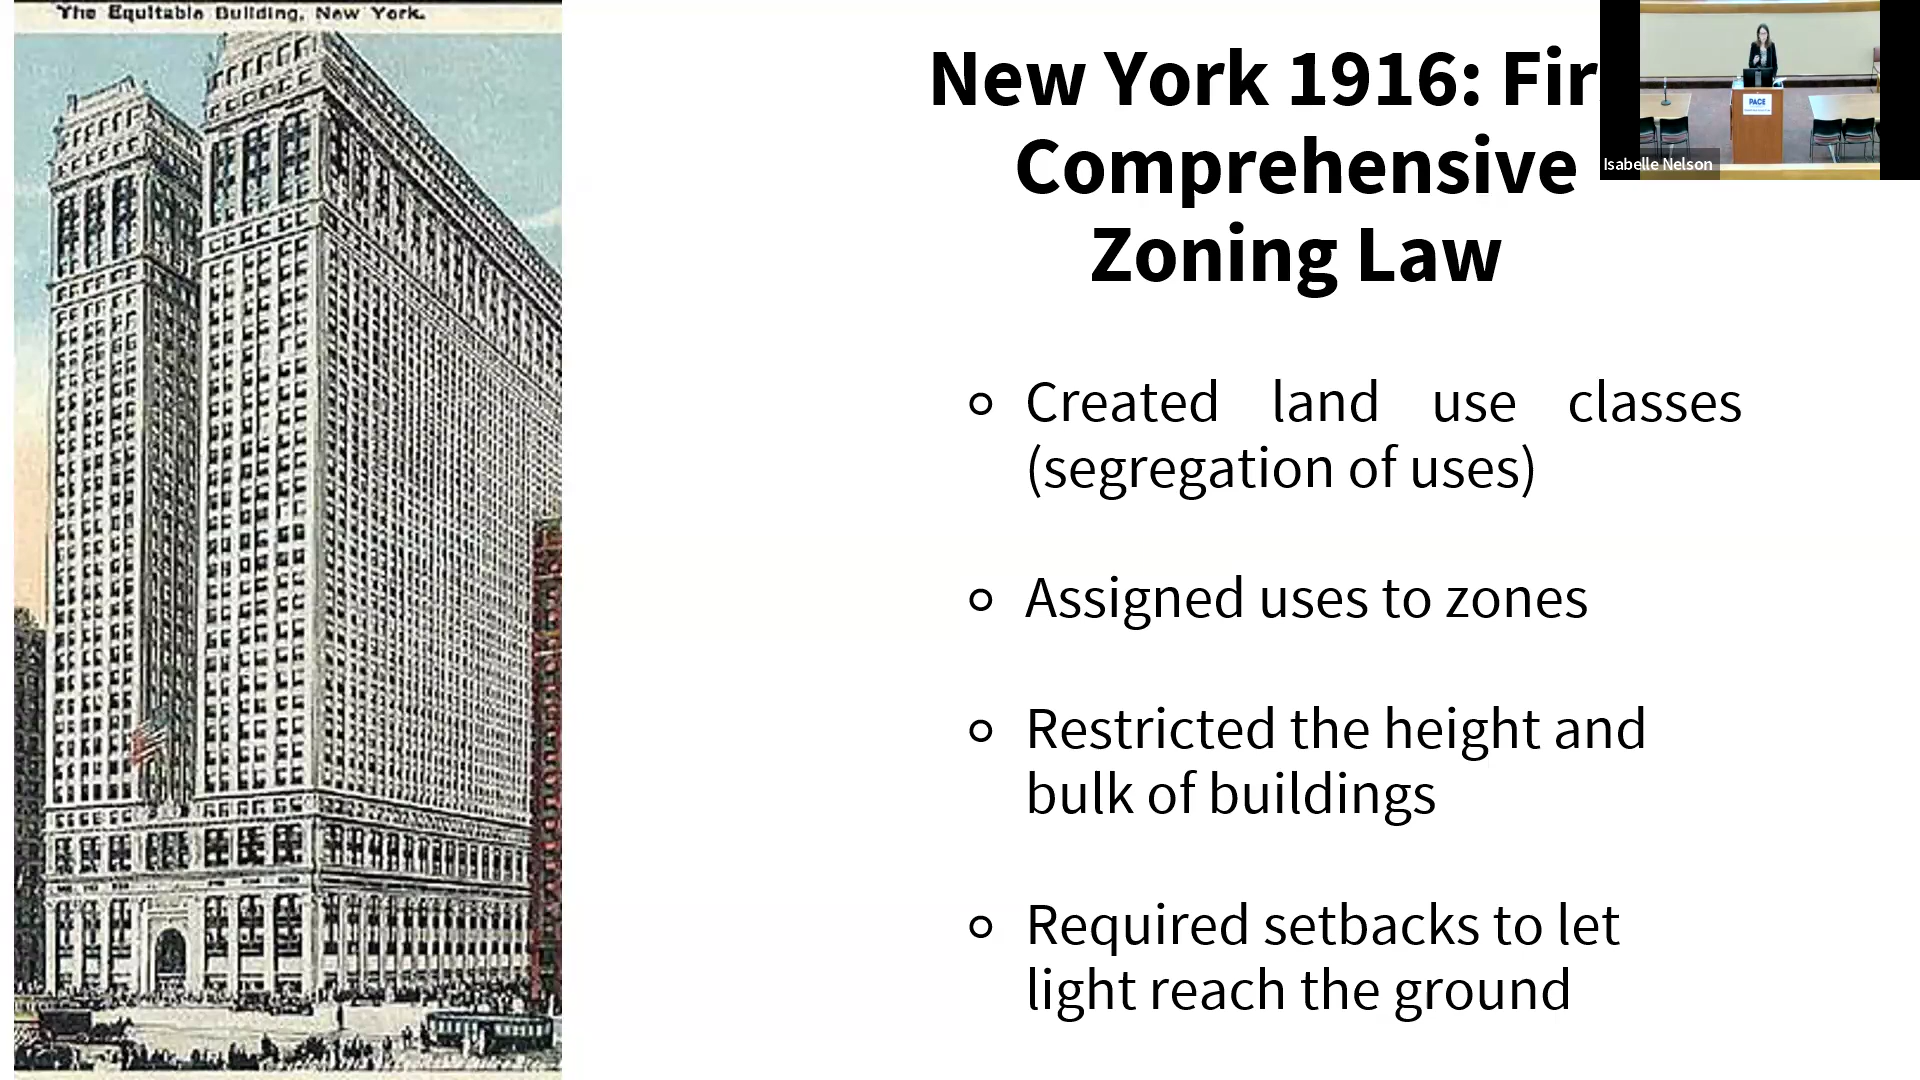 The Equitable Building, New York.
New York 1916: Fir
Comprehensive
Zoning Law
PACE
Isabelle Nelson
Created land use classes
(segregation of uses)
Assigned uses to zones
Restricted the height and
bulk of buildings
Required setbacks to let
light reach the ground